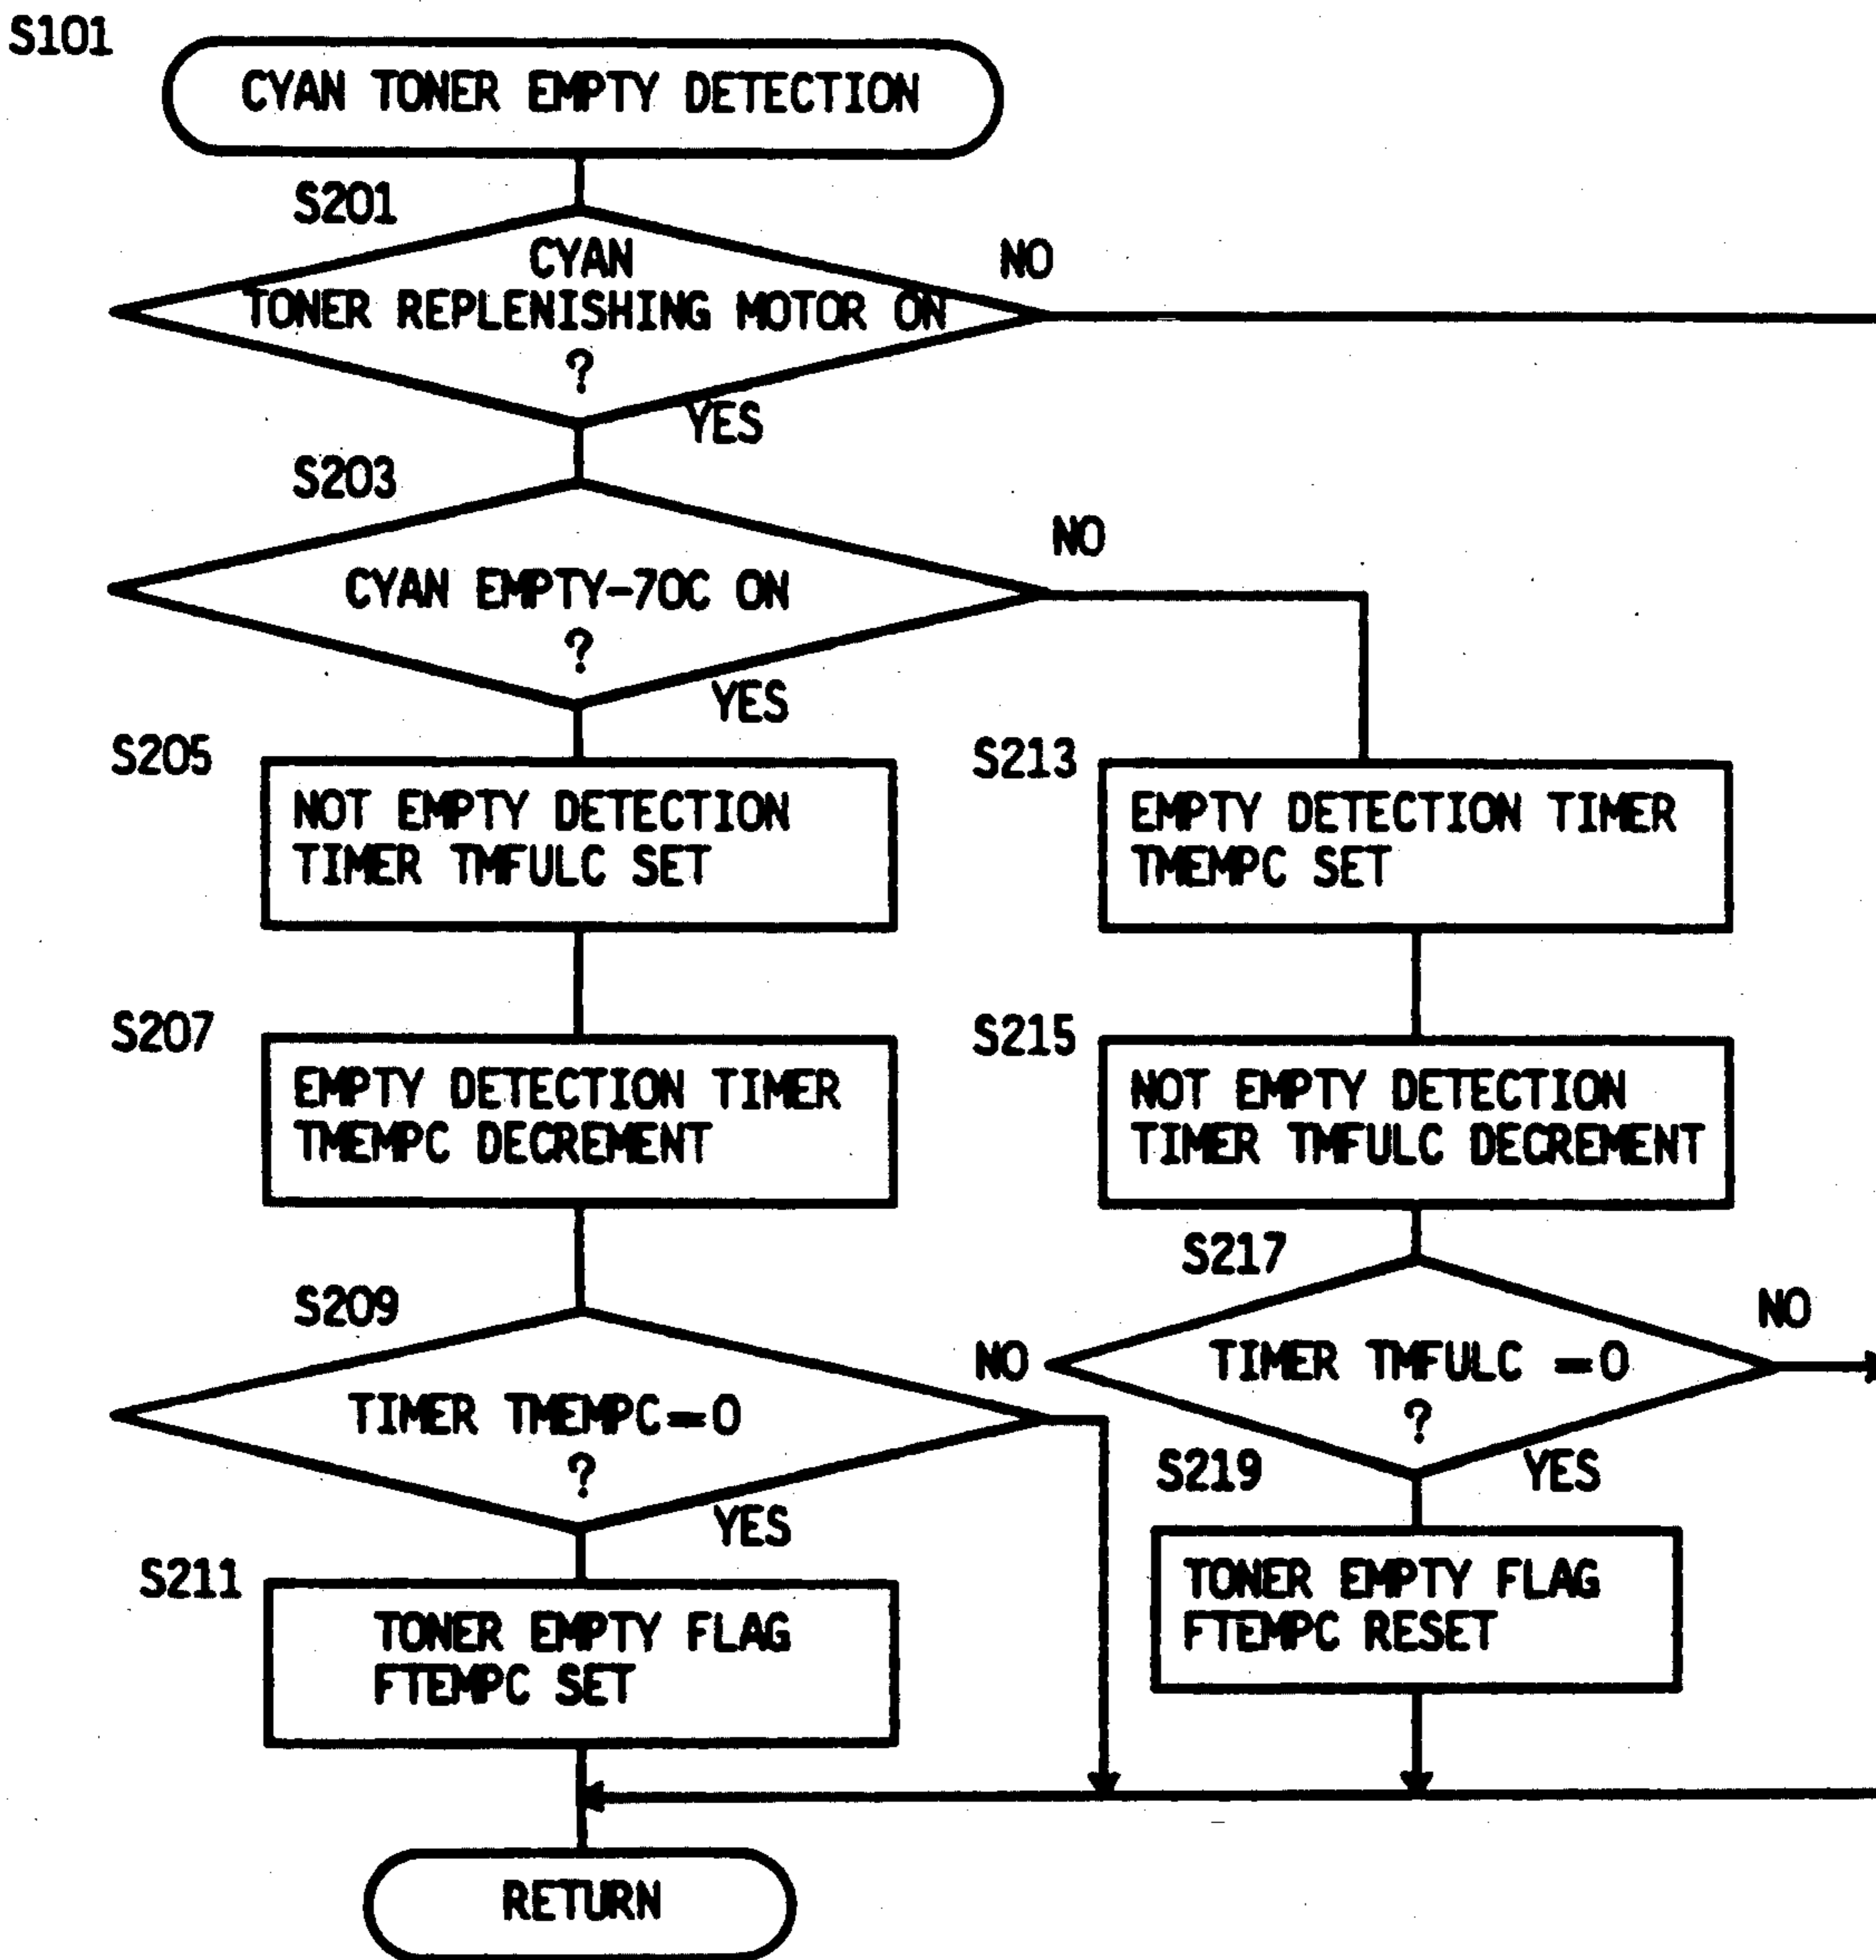 S101
CYAN TONER EMPTY DETECTION
S201
CYAN
TONER REPLENISHING MOTOR ON
?
NO
YES
S203
CYAN EMPTY-70C ON
?
NO
YES
S205
NOT EMPTY DETECTION
TIMER TMFULC SET
S207
EMPTY DETECTION TIMER
TMEMPC DECREMENT
S209
TIMER TMEMPC=0
?
NO
YES
S211
TONER EMPTY FLAG
FTEMPC SET
S213
EMPTY DETECTION TIMER
TMEMPC SET
S215
NOT EMPTY DETECTION
TIMER TMFULC DECREMENT
S217
TIMER TMFULC =0
?
NO
YES
S219
TONER EMPTY FLAG
FTEMPC RESET
RETURN